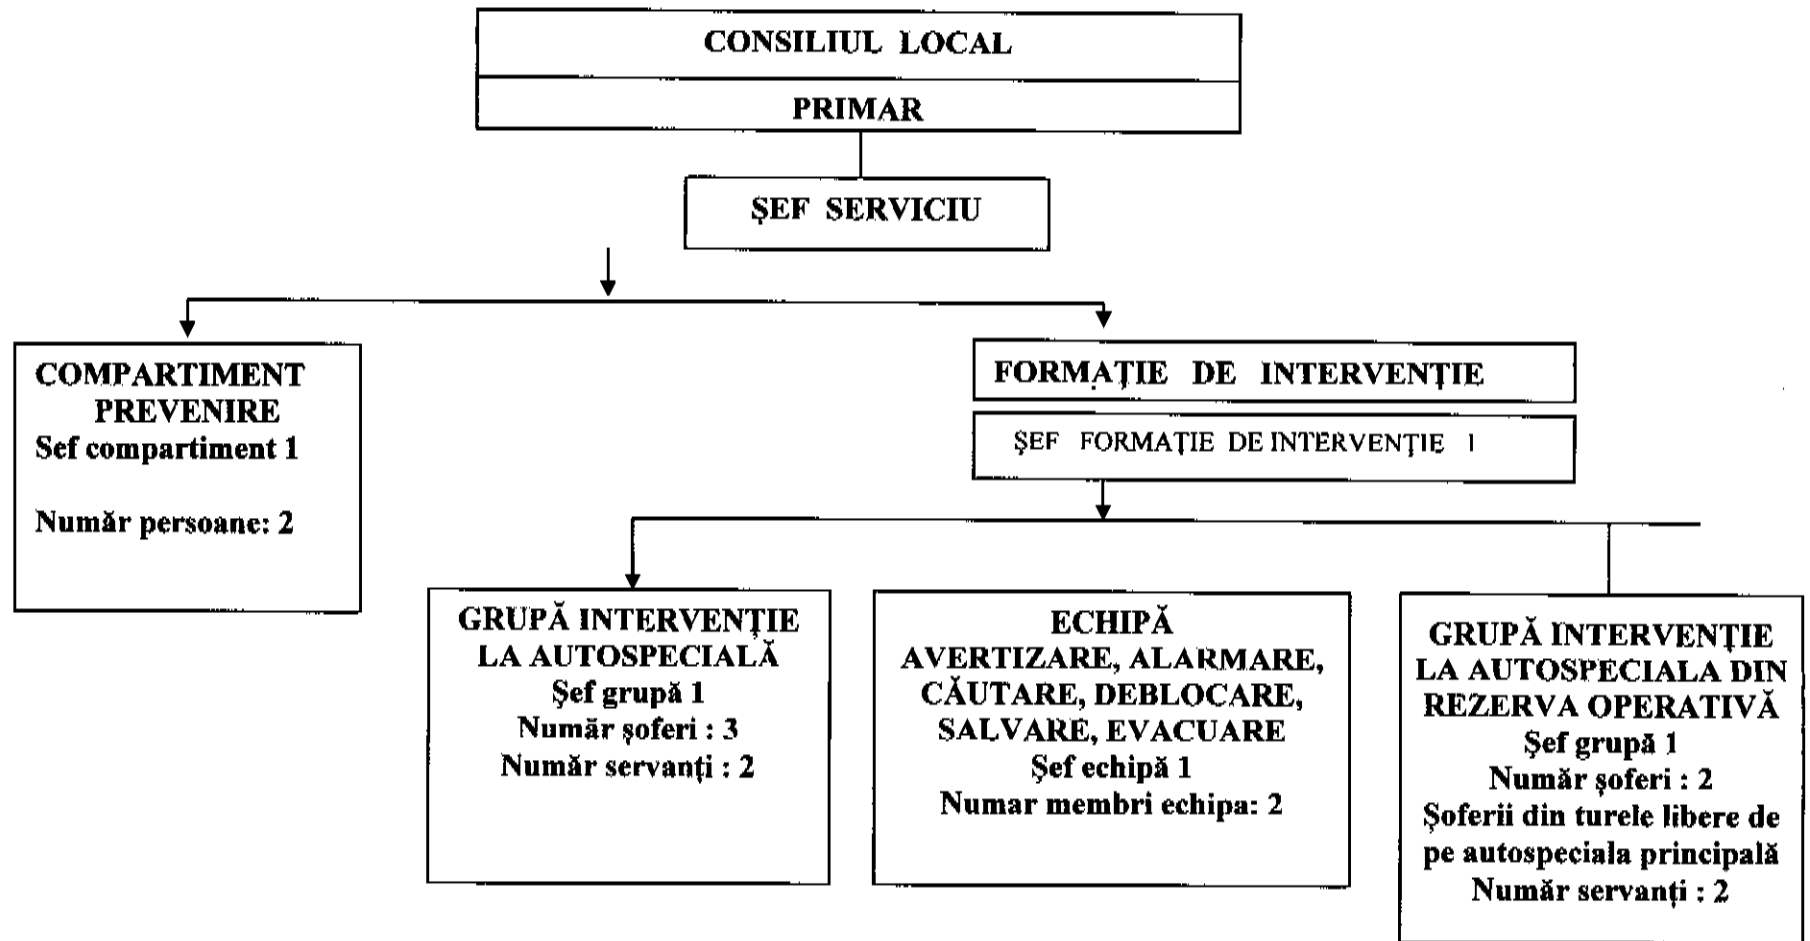 CONSILIUL LOCAL
PRIMAR
ŞEF SERVICIU
COMPARTIMENT
PREVENIRE
Sef compartiment 1
Număr persoane: 2
FORMAŢIE DE INTERVENŢIE
ŞEF FORMAŢIE DE INTERVENŢIE 1
GRUPĂ INTERVENŢIE
LA AUTOSPECIALĂ
Şef grupă 1
Număr şoferi : 3
Număr servanţi : 2
ECHIPĂ
AVERTIZARE, ALARMARE,
CĂUTARE, DEBLOCARE,
SALVARE, EVACUARE
Şef echipă 1
Numar membri echipa: 2
GRUPĂ INTERVENŢIE
LA AUTOSPECIALA DIN
REZERVA OPERATIVĂ
Şef grupă 1
Număr şoferi : 2
Şoferii din turele libere de
pe autospeciala principală
Număr servanţi : 2